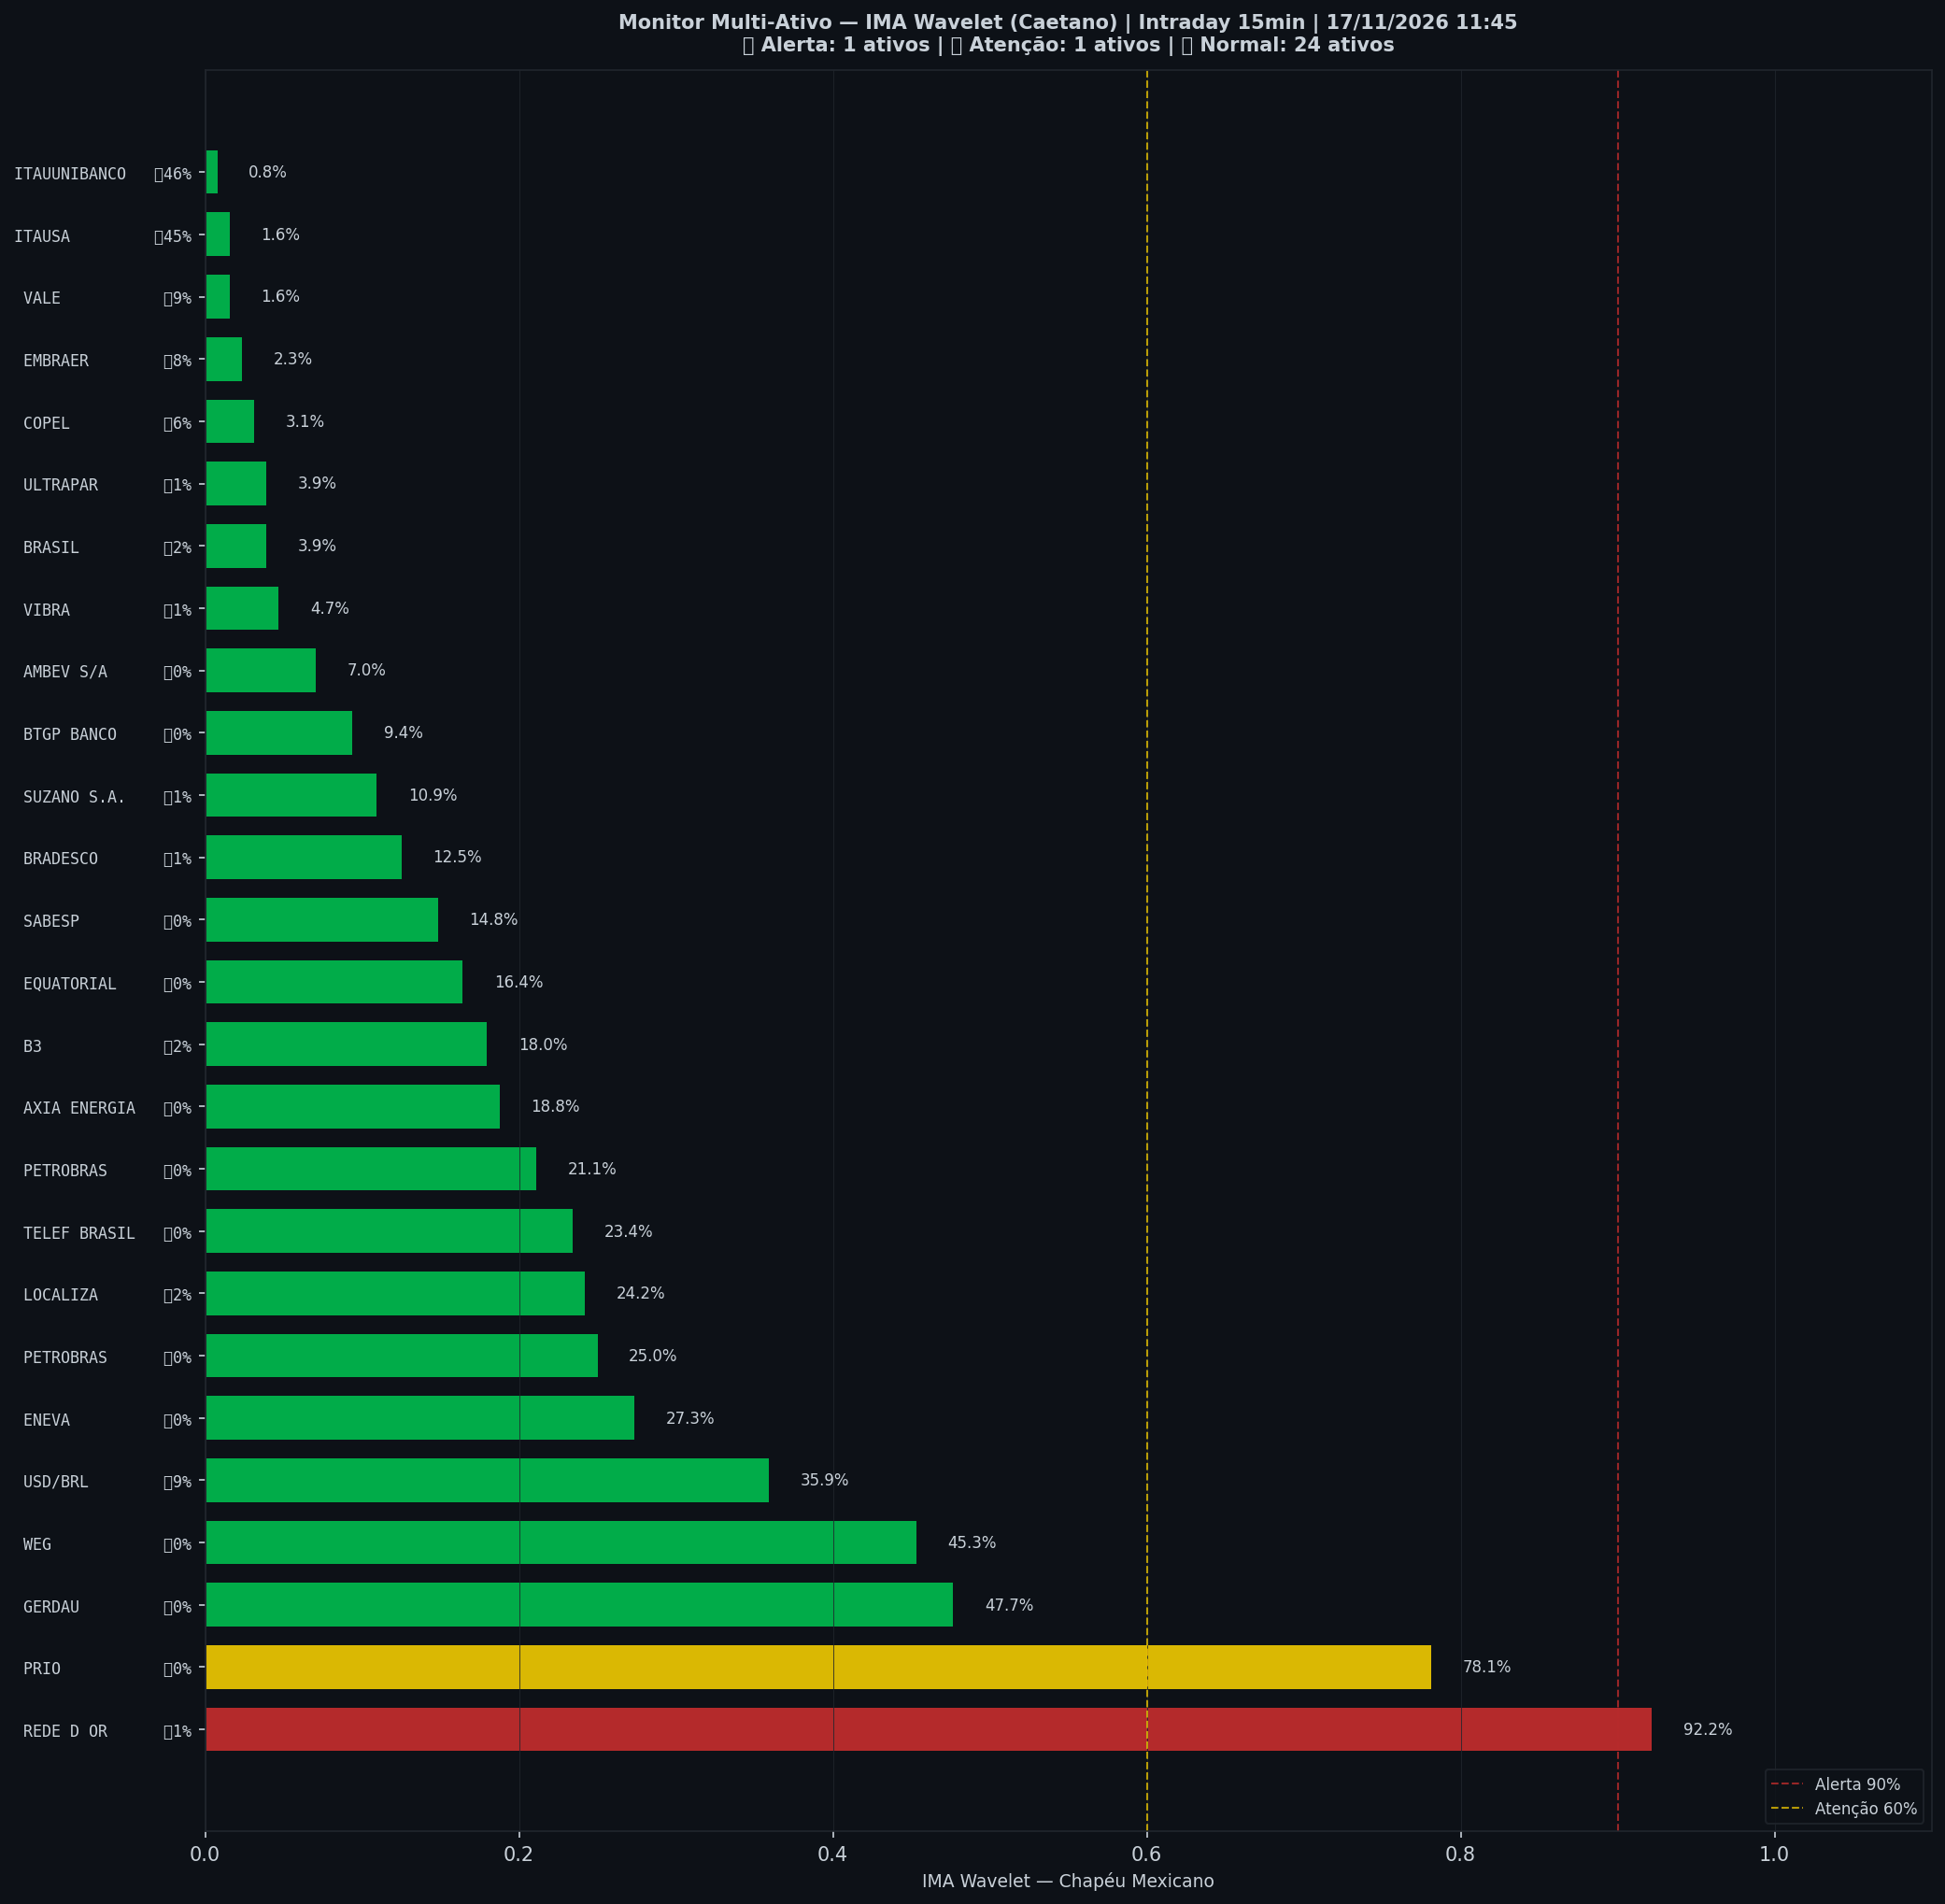 Monitor Multi-Ativo — IMA Wavelet (Caetano) | Intraday 15min | 17/11/2026 11:45
▯ Alerta: 1 ativos | ▯ Atenção: 1 ativos | ▯ Normal: 24 ativos
ITAUUNIBANCO ▯46% 0.8%
ITAUSA ▯45% 1.6%
VALE ▯9% 1.6%
EMBRAER ▯8% 2.3%
COPEL ▯6% 3.1%
ULTRAPAR ▯1% 3.9%
BRASIL ▯2% 3.9%
VIBRA ▯1% 4.7%
AMBEV S/A ▯0% 7.0%
BTGP BANCO ▯0% 9.4%
SUZANO S.A. ▯1% 10.9%
BRADESCO ▯1% 12.5%
SABESP ▯0% 14.8%
EQUATORIAL ▯0% 16.4%
B3 ▯2% 18.0%
AXIA ENERGIA ▯0% 18.8%
PETROBRAS ▯0% 21.1%
TELEF BRASIL ▯0% 23.4%
LOCALIZA ▯2% 24.2%
PETROBRAS ▯0% 25.0%
ENEVA ▯0% 27.3%
USD/BRL ▯9% 35.9%
WEG ▯0% 45.3%
GERDAU ▯0% 47.7%
PRIO ▯0% 78.1%
REDE D OR ▯1% 92.2%
Alerta 90%
Atenção 60%
0.0 0.2 0.4 0.6 0.8 1.0
IMA Wavelet — Chapéu Mexicano